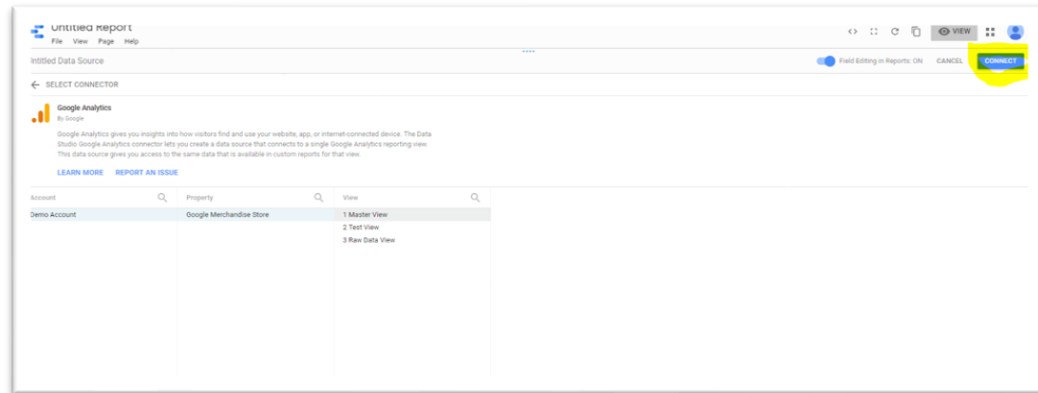 Untitled Report
File View Page Help
VIEW
Untitled Data Source
Field Editing in Reports: ON CANCEL CONNECT
SELECT CONNECTOR
Google Analytics
By Google
Google Analytics gives you insights into how visitors find and use your website, app, or internet-connected device. The Data
Studio Google Analytics connector lets you create a data source that connects to a single Google Analytics reporting view.
This data source gives you access to the same data that is available in custom reports for that view.
LEARN MORE REPORT AN ISSUE
Account Property View
Demo Account Google Merchandise Store 1 Master View
2 Test View
3 Raw Data View